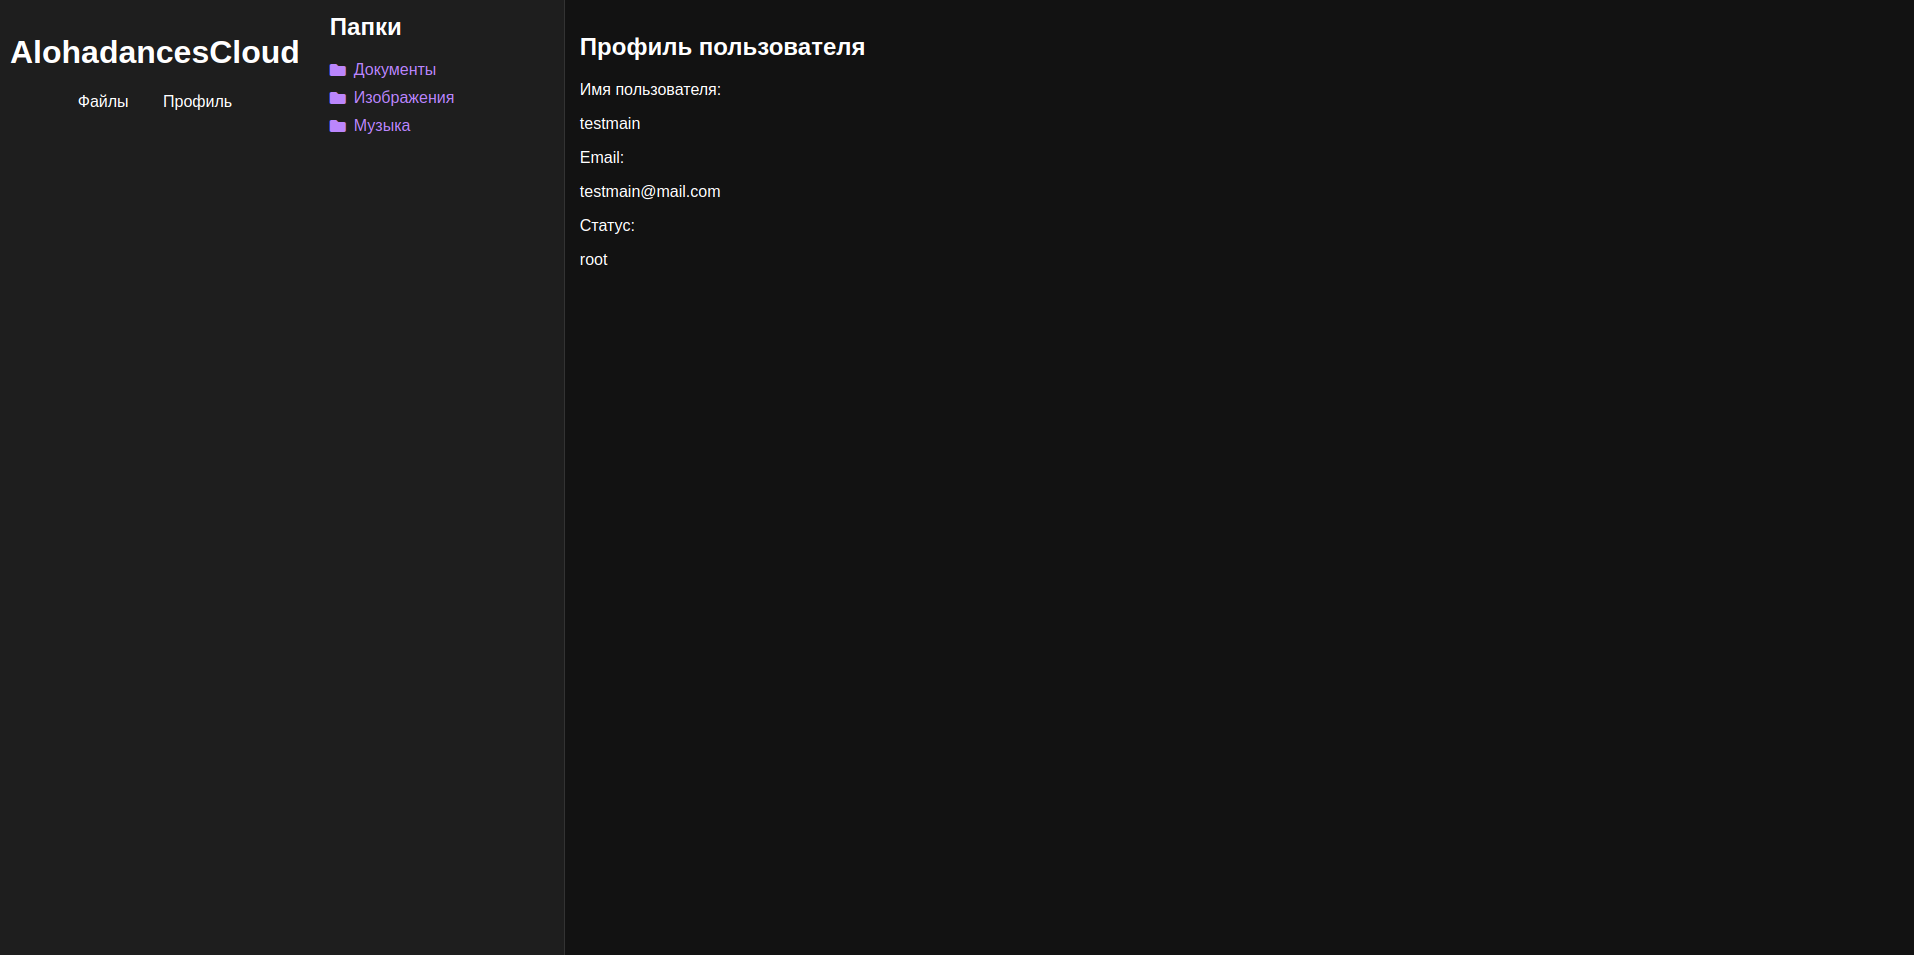 AlohadancesCloud
Файлы Профиль
Папки
Документы
Изображения
Музыка
Профиль пользователя
Имя пользователя:
testmain
Email:
testmain@mail.com
Статус:
root